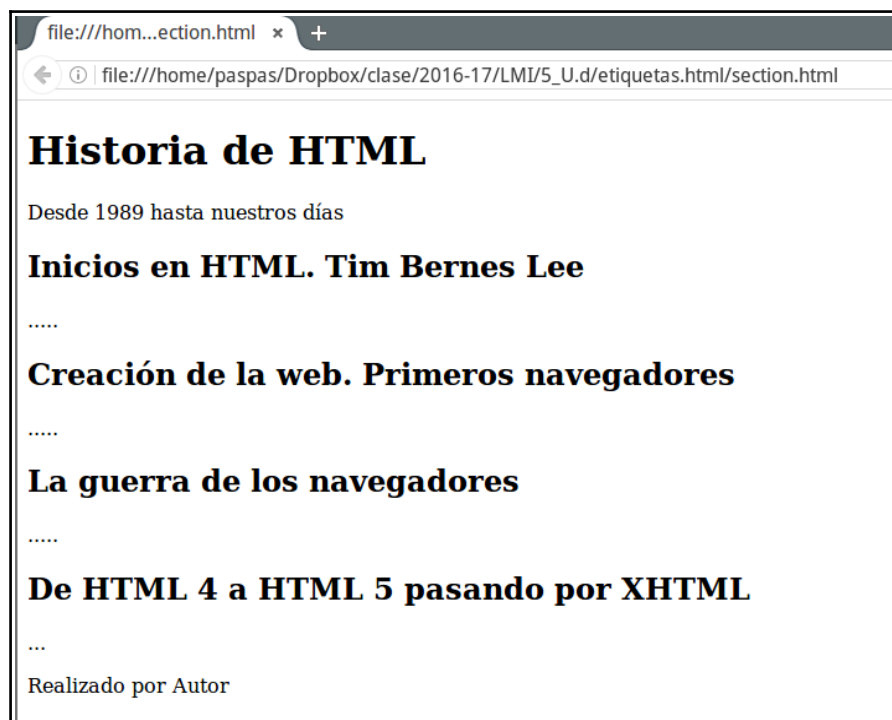 file:///hom...ection.html × +
file:///home/paspas/Dropbox/clase/2016-17/LMI/5_U.d/etiquetas.html/section.html
Historia de HTML
Desde 1989 hasta nuestros días
Inicios en HTML. Tim Bernes Lee
.....
Creación de la web. Primeros navegadores
.....
La guerra de los navegadores
.....
De HTML 4 a HTML 5 pasando por XHTML
...
Realizado por Autor